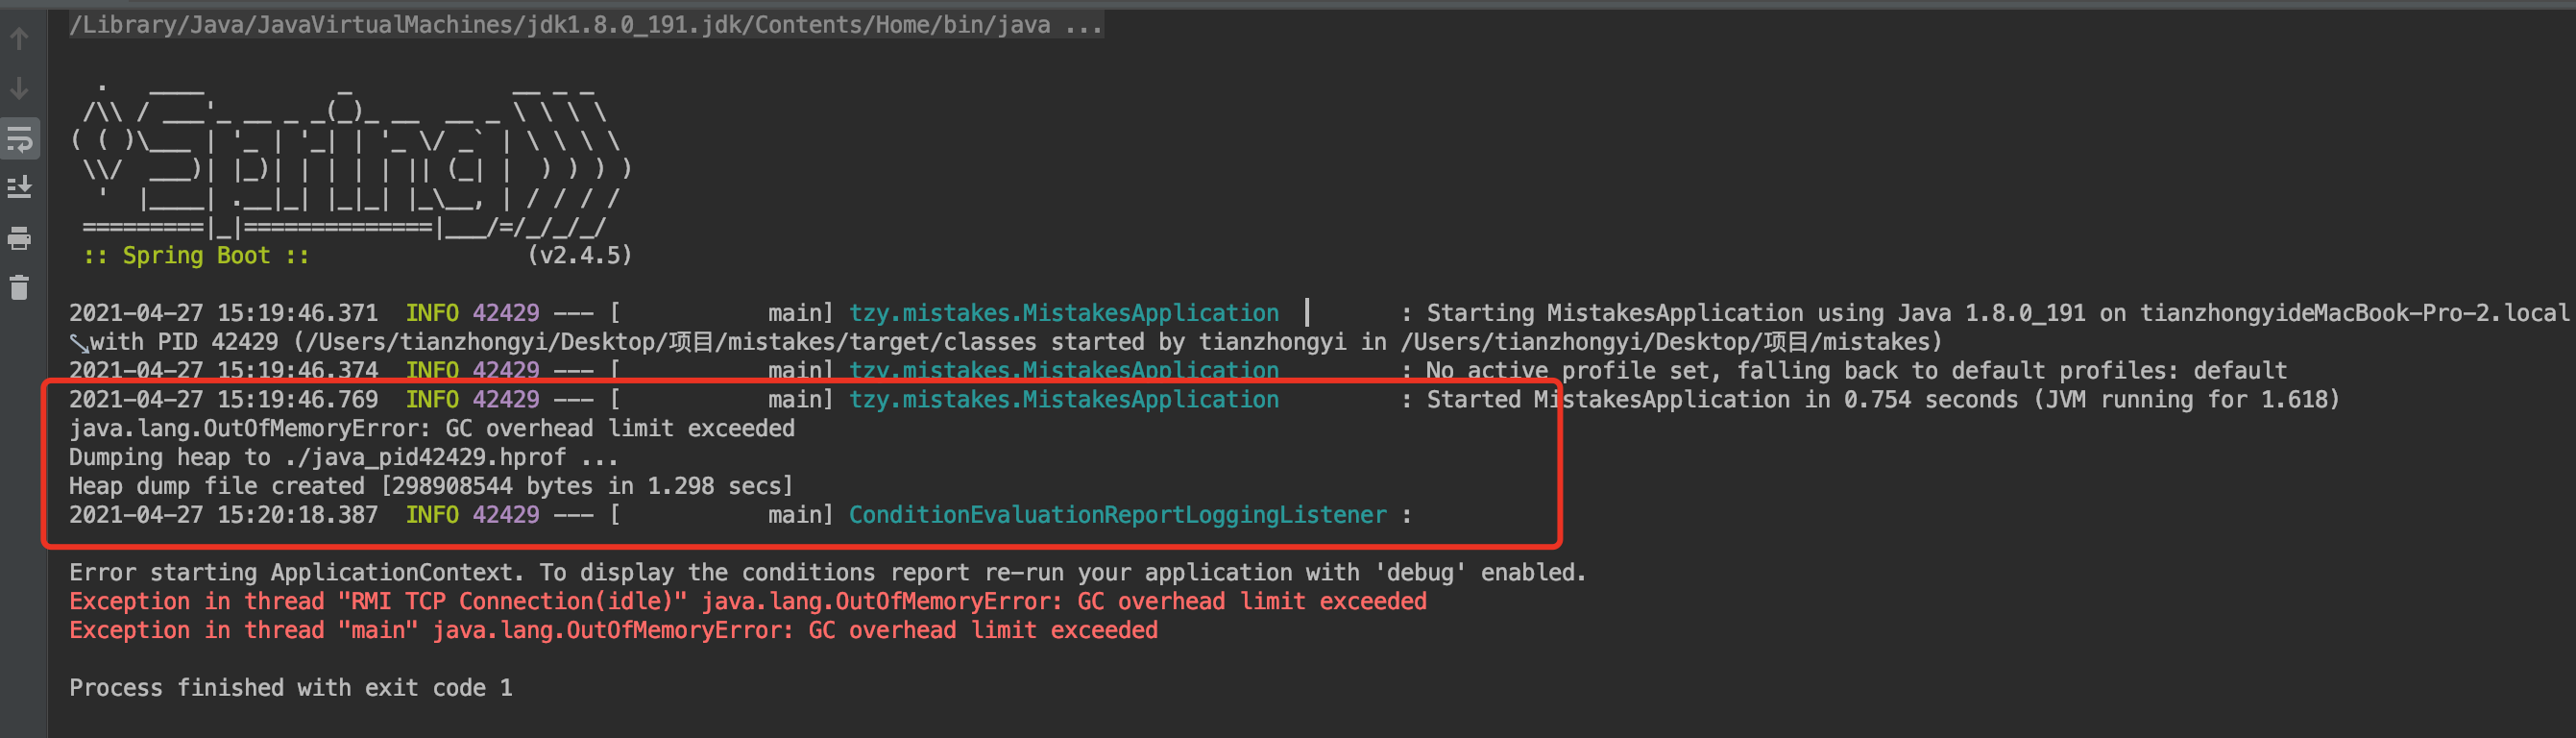 /Library/Java/JavaVirtualMachines/jdk1.8.0_191.jdk/Contents/Home/bin/java ...
  .   ____          _            __ _ _
 /\\ / ___'_ __ _ _(_)_ __  __ _ \ \ \ \
( ( )\___ | '_ | '_| | '_ \/ _` | \ \ \ \
 \\/  ___)| |_)| | | | | || (_| |  ) ) ) )
  '  |____| .__|_| |_|_| |_\__, | / / / /
 =========|_|==============|___/=/_/_/_/
 :: Spring Boot ::                (v2.4.5)
2021-04-27 15:19:46.371  INFO 42429 --- [           main] tzy.mistakes.MistakesApplication         : Starting MistakesApplication using Java 1.8.0_191 on tianzhongyideMacBook-Pro-2.local
with PID 42429 (/Users/tianzhongyi/Desktop/项目/mistakes/target/classes started by tianzhongyi in /Users/tianzhongyi/Desktop/项目/mistakes)
2021-04-27 15:19:46.374  INFO 42429 --- [           main] tzy.mistakes.MistakesApplication         : No active profile set, falling back to default profiles: default
2021-04-27 15:19:46.769  INFO 42429 --- [           main] tzy.mistakes.MistakesApplication         : Started MistakesApplication in 0.754 seconds (JVM running for 1.618)
java.lang.OutOfMemoryError: GC overhead limit exceeded
Dumping heap to ./java_pid42429.hprof ...
Heap dump file created [298908544 bytes in 1.298 secs]
2021-04-27 15:20:18.387  INFO 42429 --- [           main] ConditionEvaluationReportLoggingListener :
Error starting ApplicationContext. To display the conditions report re-run your application with 'debug' enabled.
Exception in thread "RMI TCP Connection(idle)" java.lang.OutOfMemoryError: GC overhead limit exceeded
Exception in thread "main" java.lang.OutOfMemoryError: GC overhead limit exceeded
Process finished with exit code 1